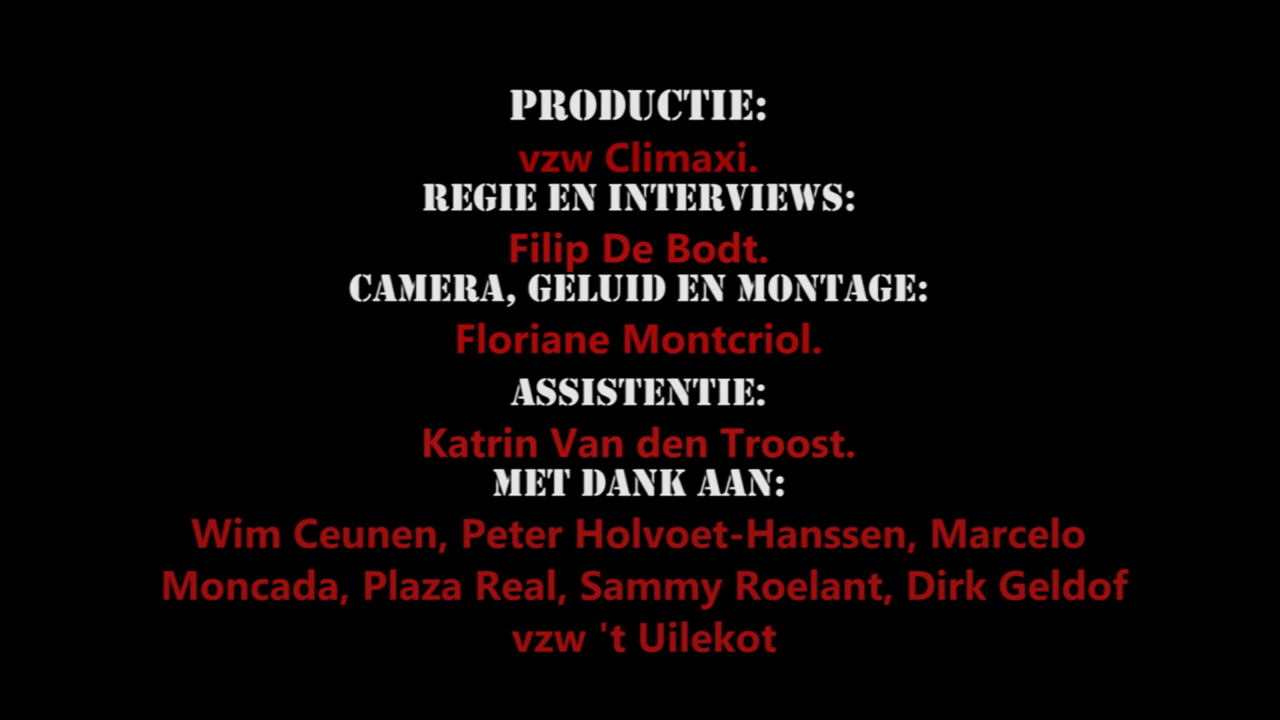 PRODUCTIE:
vzw Climaxi.
REGIE EN INTERVIEWS:
Filip De Bodt.
CAMERA, GELUID EN MONTAGE:
Floriane Montcriol.
ASSISTENTIE:
Katrin Van den Troost.
MET DANK AAN:
Wim Ceunen, Peter Holvoet-Hanssen, Marcelo
Moncada, Plaza Real, Sammy Roelant, Dirk Geldof
vzw 't Uilekot